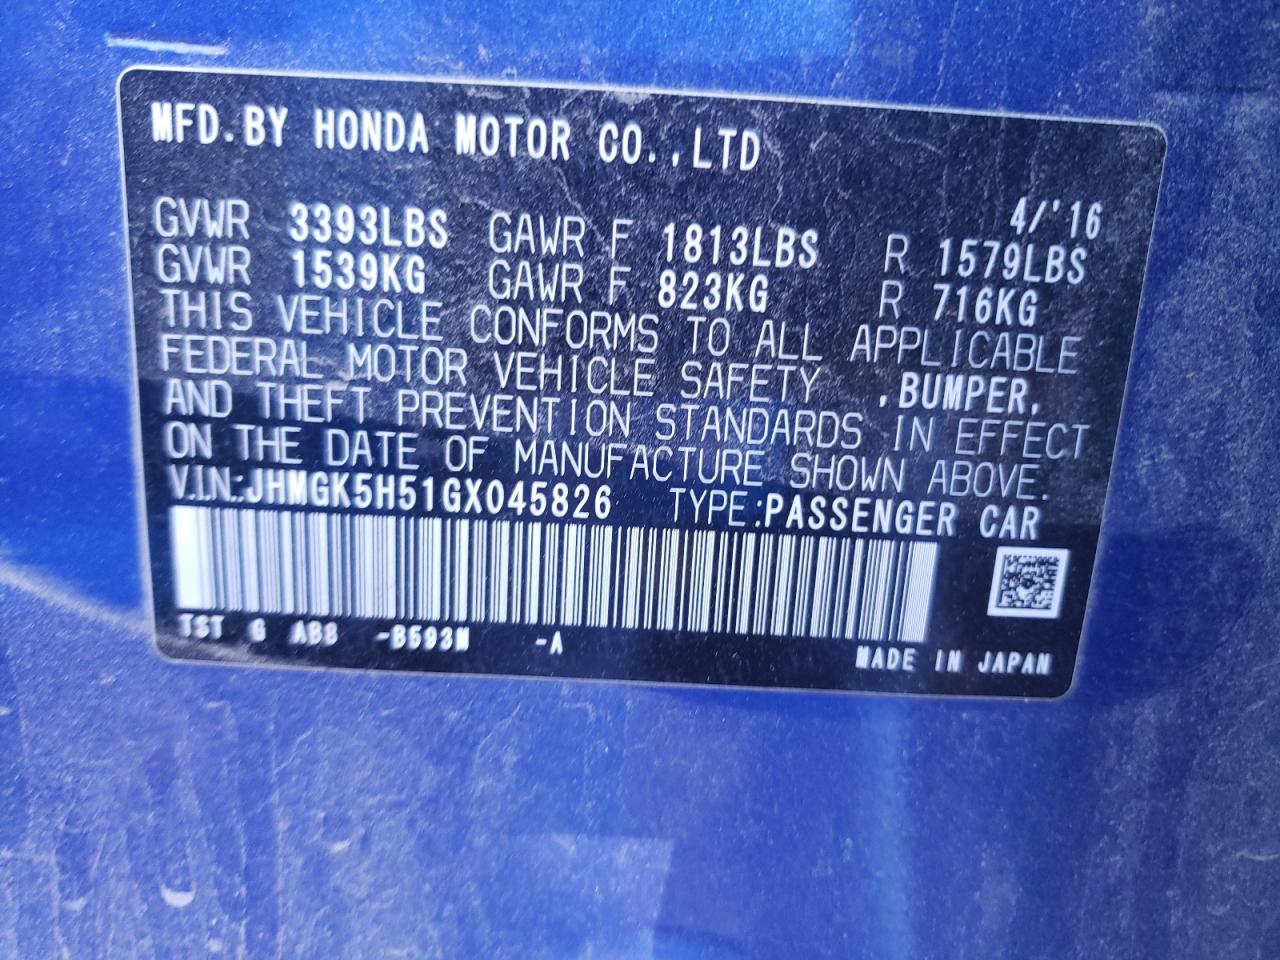 MFD.BY HONDA MOTOR CO.,LTD
4/'16
GVWR 3393LBS GAWR F 1813LBS R 1579LBS
GVWR 1539KG GAWR F 823KG R 716KG
THIS VEHICLE CONFORMS TO ALL APPLICABLE
FEDERAL MOTOR VEHICLE SAFETY ,BUMPER,
AND THEFT PREVENTION STANDARDS IN EFFECT
ON THE DATE OF MANUFACTURE SHOWN ABOVE.
V.I.N.:JHMGK5H51GX045826 TYPE:PASSENGER CAR
TST G AB8 -B593M -A
MADE IN JAPAN